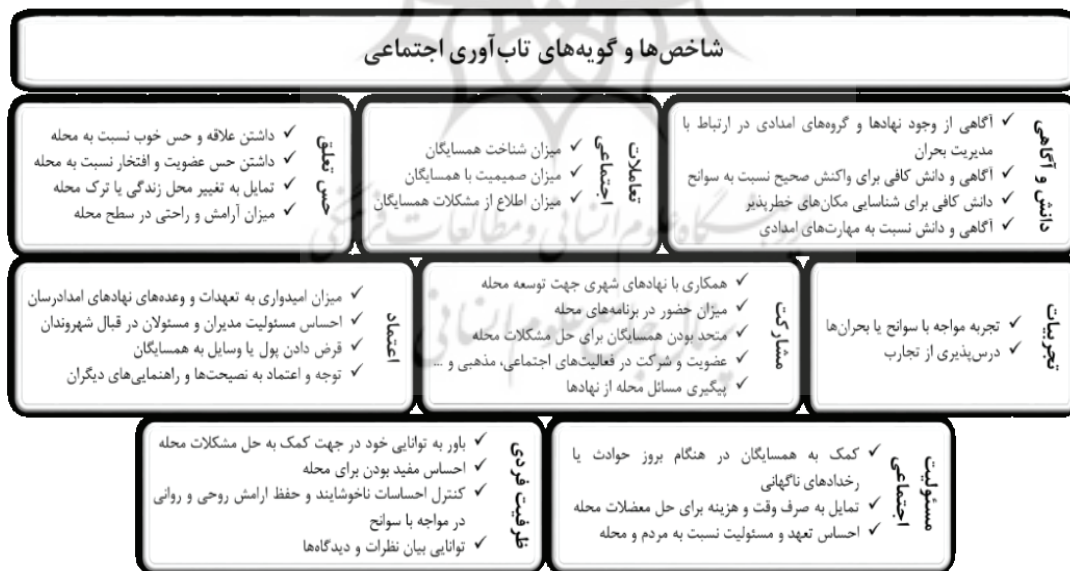 شاخص‌ها و گویه‌های تاب‌آوری اجتماعی
دانش و آگاهی
✓ آگاهی از وجود نهادها و گروه‌های امدادی در ارتباط با
مدیریت بحران
✓ آگاهی و دانش کافی برای واکنش صحیح نسبت به سوانح
✓ دانش کافی برای شناسایی مکان‌های خطرپذیر
✓ آگاهی و دانش نسبت به مهارت‌های امدادی
تعاملات
اجتماعی
✓ میزان شناخت همسایگان
✓ میزان صمیمیت با همسایگان
✓ میزان اطلاع از مشکلات همسایگان
حس تعلق
✓ داشتن علاقه و حس خوب نسبت به محله
✓ داشتن حس عضویت و افتخار نسبت به محله
✓ تمایل به تغییر محل زندگی یا ترک محله
✓ میزان آرامش و راحتی در سطح محله
تجربیات
✓ تجربه مواجه با سوانح یا بحران‌ها
✓ درس‌پذیری از تجارب
مشارکت
✓ همکاری با نهادهای شهری جهت توسعه محله
✓ میزان حضور در برنامه‌های محله
✓ متحد بودن همسایگان برای حل مشکلات محله
✓ عضویت و شرکت در فعالیت‌های اجتماعی، مذهبی و ...
✓ پیگیری مسائل محله از نهادها
اعتماد
✓ میزان امیدواری به تعهدات و وعده‌های نهادهای امدادرسان
✓ احساس مسئولیت مدیران و مسئولان در قبال شهروندان
✓ قرض دادن پول یا وسایل به همسایگان
✓ توجه و اعتماد به نصیحت‌ها و راهنمایی‌های دیگران
مسئولیت
اجتماعی
✓ کمک به همسایگان در هنگام بروز حوادث یا
رخدادهای ناگهانی
✓ تمایل به صرف وقت و هزینه برای حل معضلات محله
✓ احساس تعهد و مسئولیت نسبت به مردم و محله
ظرفیت فردی
✓ باور به توانایی خود در جهت کمک به حل مشکلات محله
✓ احساس مفید بودن برای محله
✓ کنترل احساسات ناخوشایند و حفظ ارامش روحی و روانی
در مواجه با سوانح
✓ توانایی بیان نظرات و دیدگاه‌ها
پژوهشگاه علوم انسانی و مطالعات فرهنگی
پرتال جامع علوم انسانی